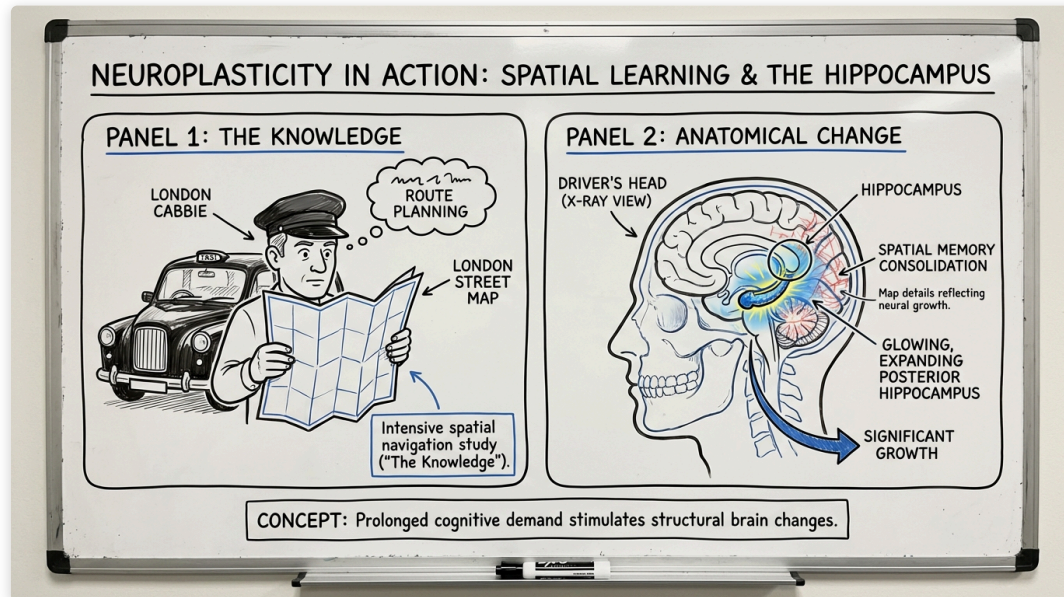 NEUROPLASTICITY IN ACTION: SPATIAL LEARNING & THE HIPPOCAMPUS
PANEL 1: THE KNOWLEDGE
LONDON
CABBIE
ROUTE
PLANNING
TAXI
LONDON
STREET
MAP
Intensive spatial
navigation study
("The Knowledge").
PANEL 2: ANATOMICAL CHANGE
DRIVER'S HEAD
(X-RAY VIEW)
HIPPOCAMPUS
SPATIAL MEMORY
CONSOLIDATION
Map details reflecting
neural growth.
GLOWING,
EXPANDING
POSTERIOR
HIPPOCAMPUS
SIGNIFICANT
GROWTH
CONCEPT: Prolonged cognitive demand stimulates structural brain changes.